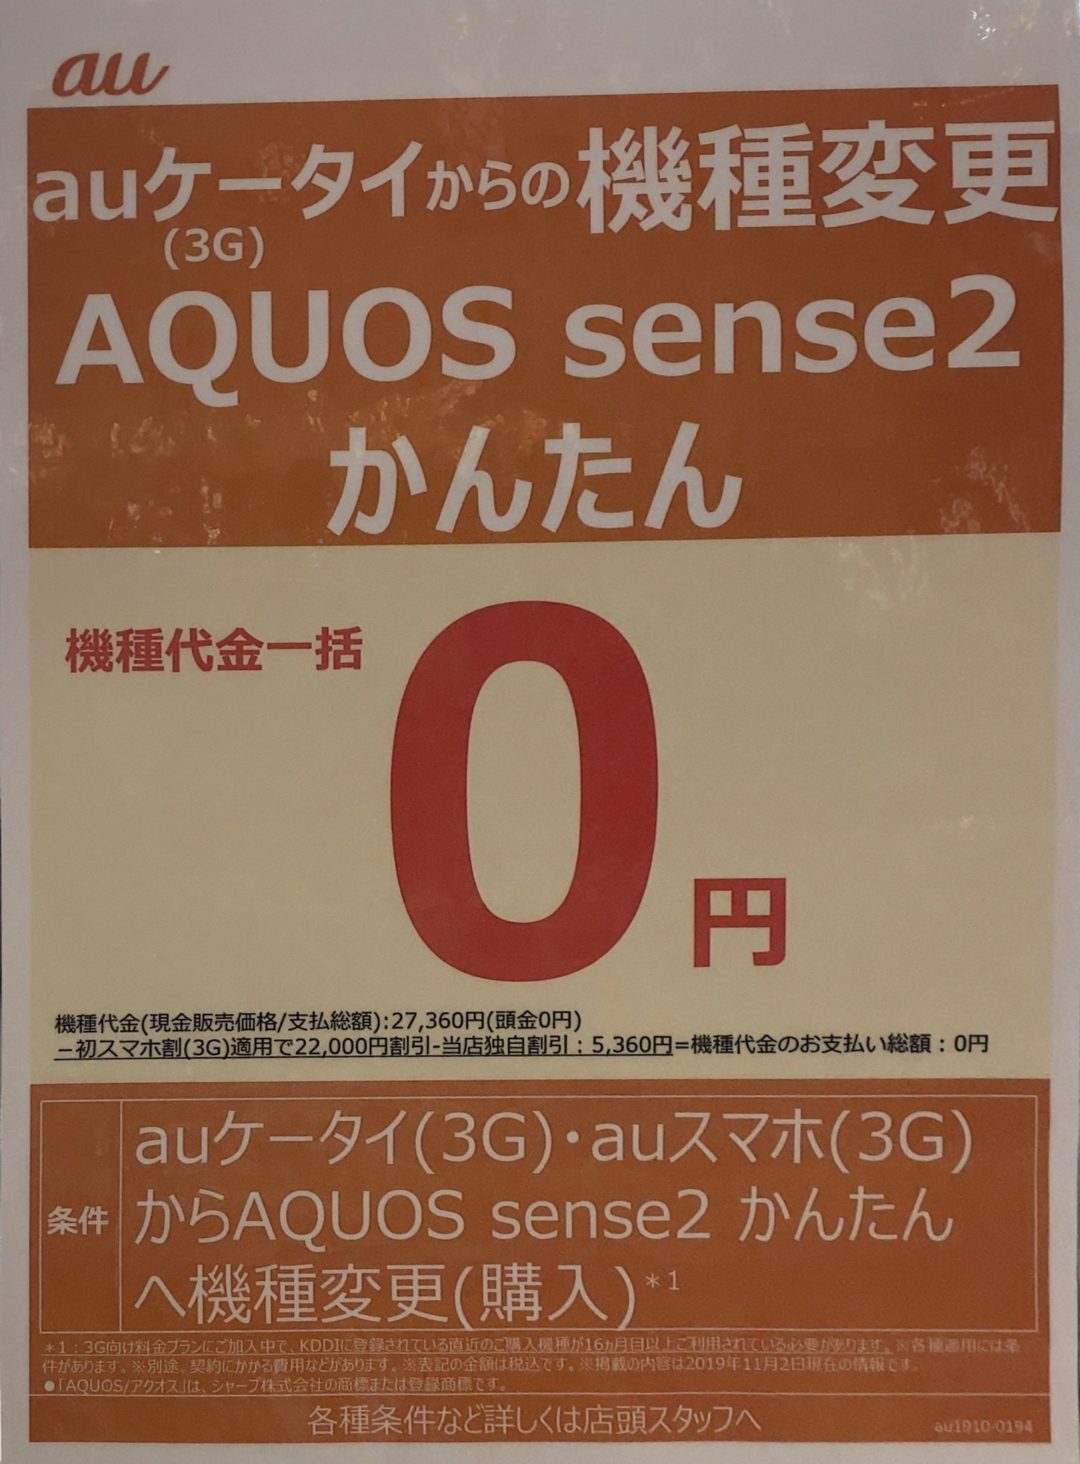 au
auケータイからの機種変更
(3G)
AQUOS sense2
かんたん
機種代金一括
0円
機種代金(現金販売価格/支払総額):27,360円(頭金0円)
－初スマホ割(3G)適用で22,000円割引-当店独自割引：5,360円=機種代金のお支払い総額：0円
条件
auケータイ(3G)・auスマホ(3G)
からAQUOS sense2 かんたん
へ機種変更(購入)＊1
＊1：3G向け料金プランにご加入中で、KDDIに登録されている直近のご購入機種が16ヵ月目以上ご利用されている必要があります。※各種適用には条
件があります。※別途、契約にかかる費用などがあります。※表記の金額は税込です。※掲載の内容は2019年11月2日現在の情報です。
●「AQUOS/アクオス」は、シャープ株式会社の商標または登録商標です。
各種条件など詳しくは店頭スタッフへ
au1910-0194